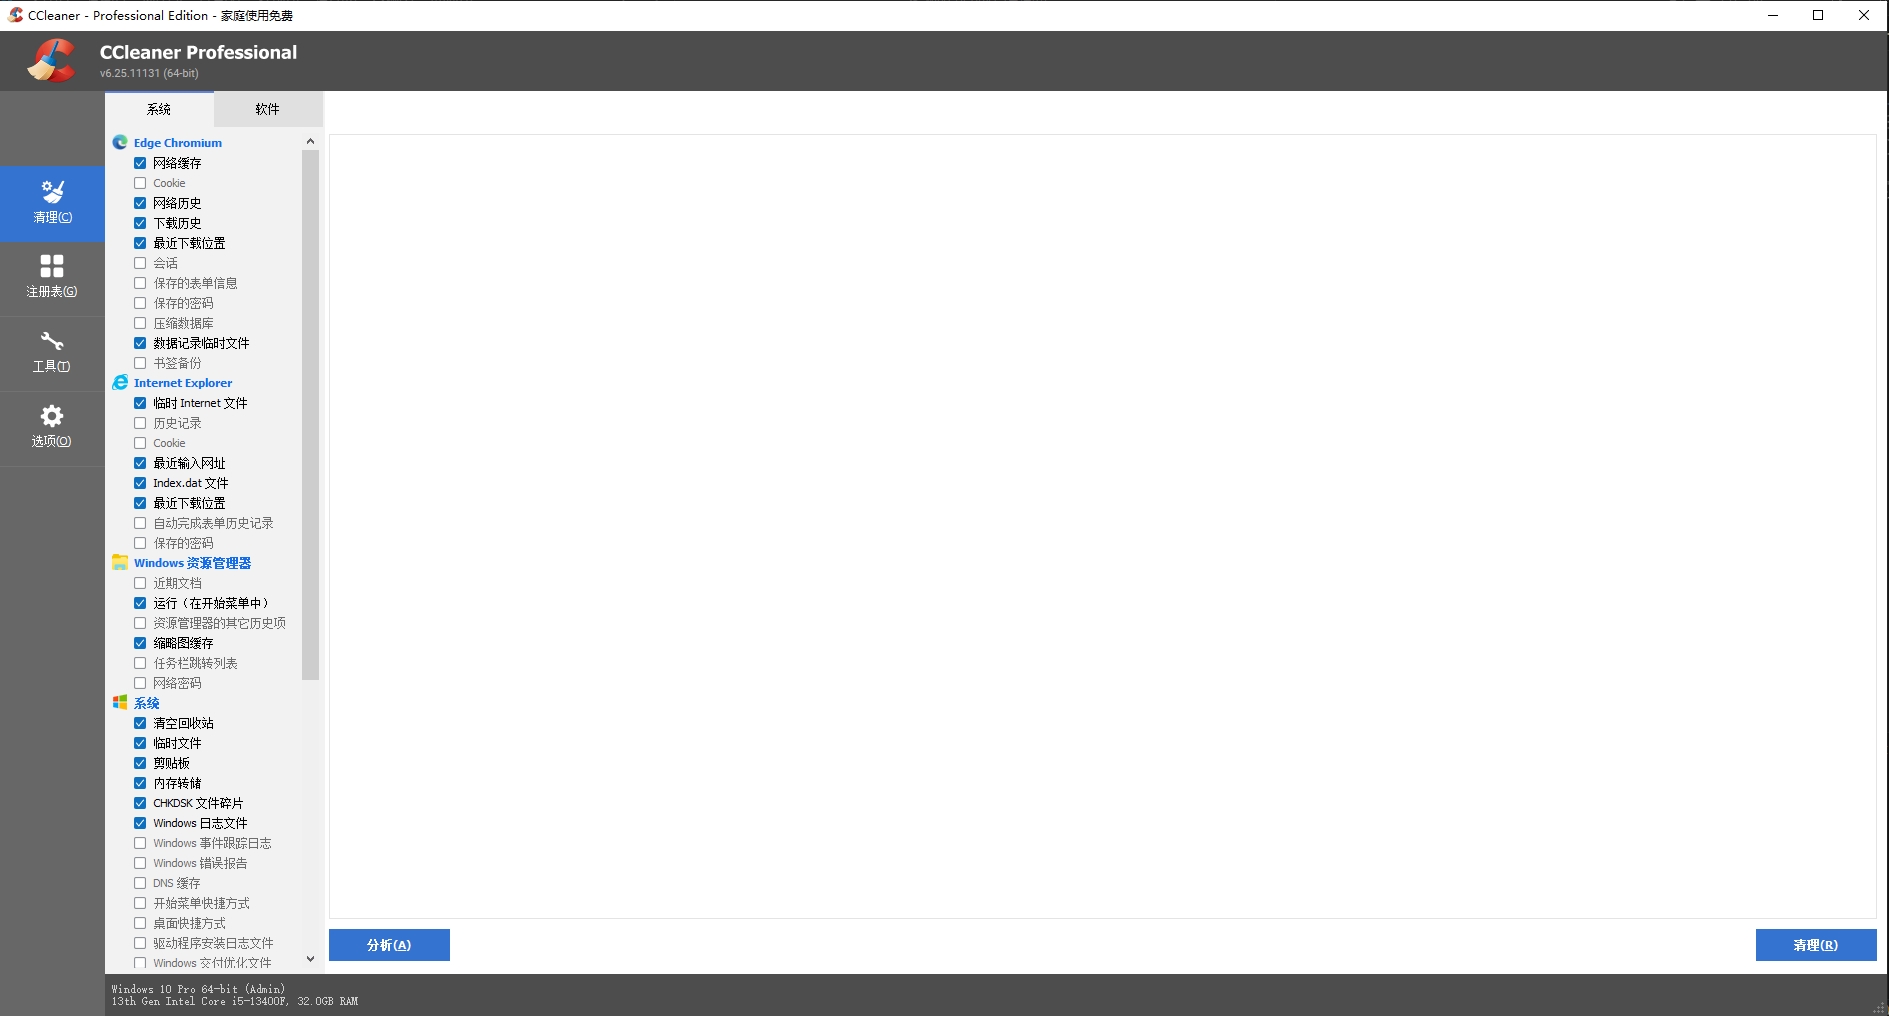 CCleaner - Professional Edition - 家庭使用免费
CCleaner Professional
v6.25.11131 (64-bit)
清理(C)
注册表(G)
工具(T)
选项(O)
系统
软件
Edge Chromium
网络缓存
Cookie
网络历史
下载历史
最近下载位置
会话
保存的表单信息
保存的密码
压缩数据库
数据记录临时文件
书签备份
Internet Explorer
临时 Internet 文件
历史记录
Cookie
最近输入网址
Index.dat 文件
最近下载位置
自动完成表单历史记录
保存的密码
Windows 资源管理器
近期文档
运行（在开始菜单中）
资源管理器的其它历史项
缩略图缓存
任务栏跳转列表
网络密码
系统
清空回收站
临时文件
剪贴板
内存转储
CHKDSK 文件碎片
Windows 日志文件
Windows 事件跟踪日志
Windows 错误报告
DNS 缓存
开始菜单快捷方式
桌面快捷方式
驱动程序安装日志文件
Windows 交付优化文件
分析(A)
清理(R)
Windows 10 Pro 64-bit (Admin)
13th Gen Intel Core i5-13400F, 32.0GB RAM